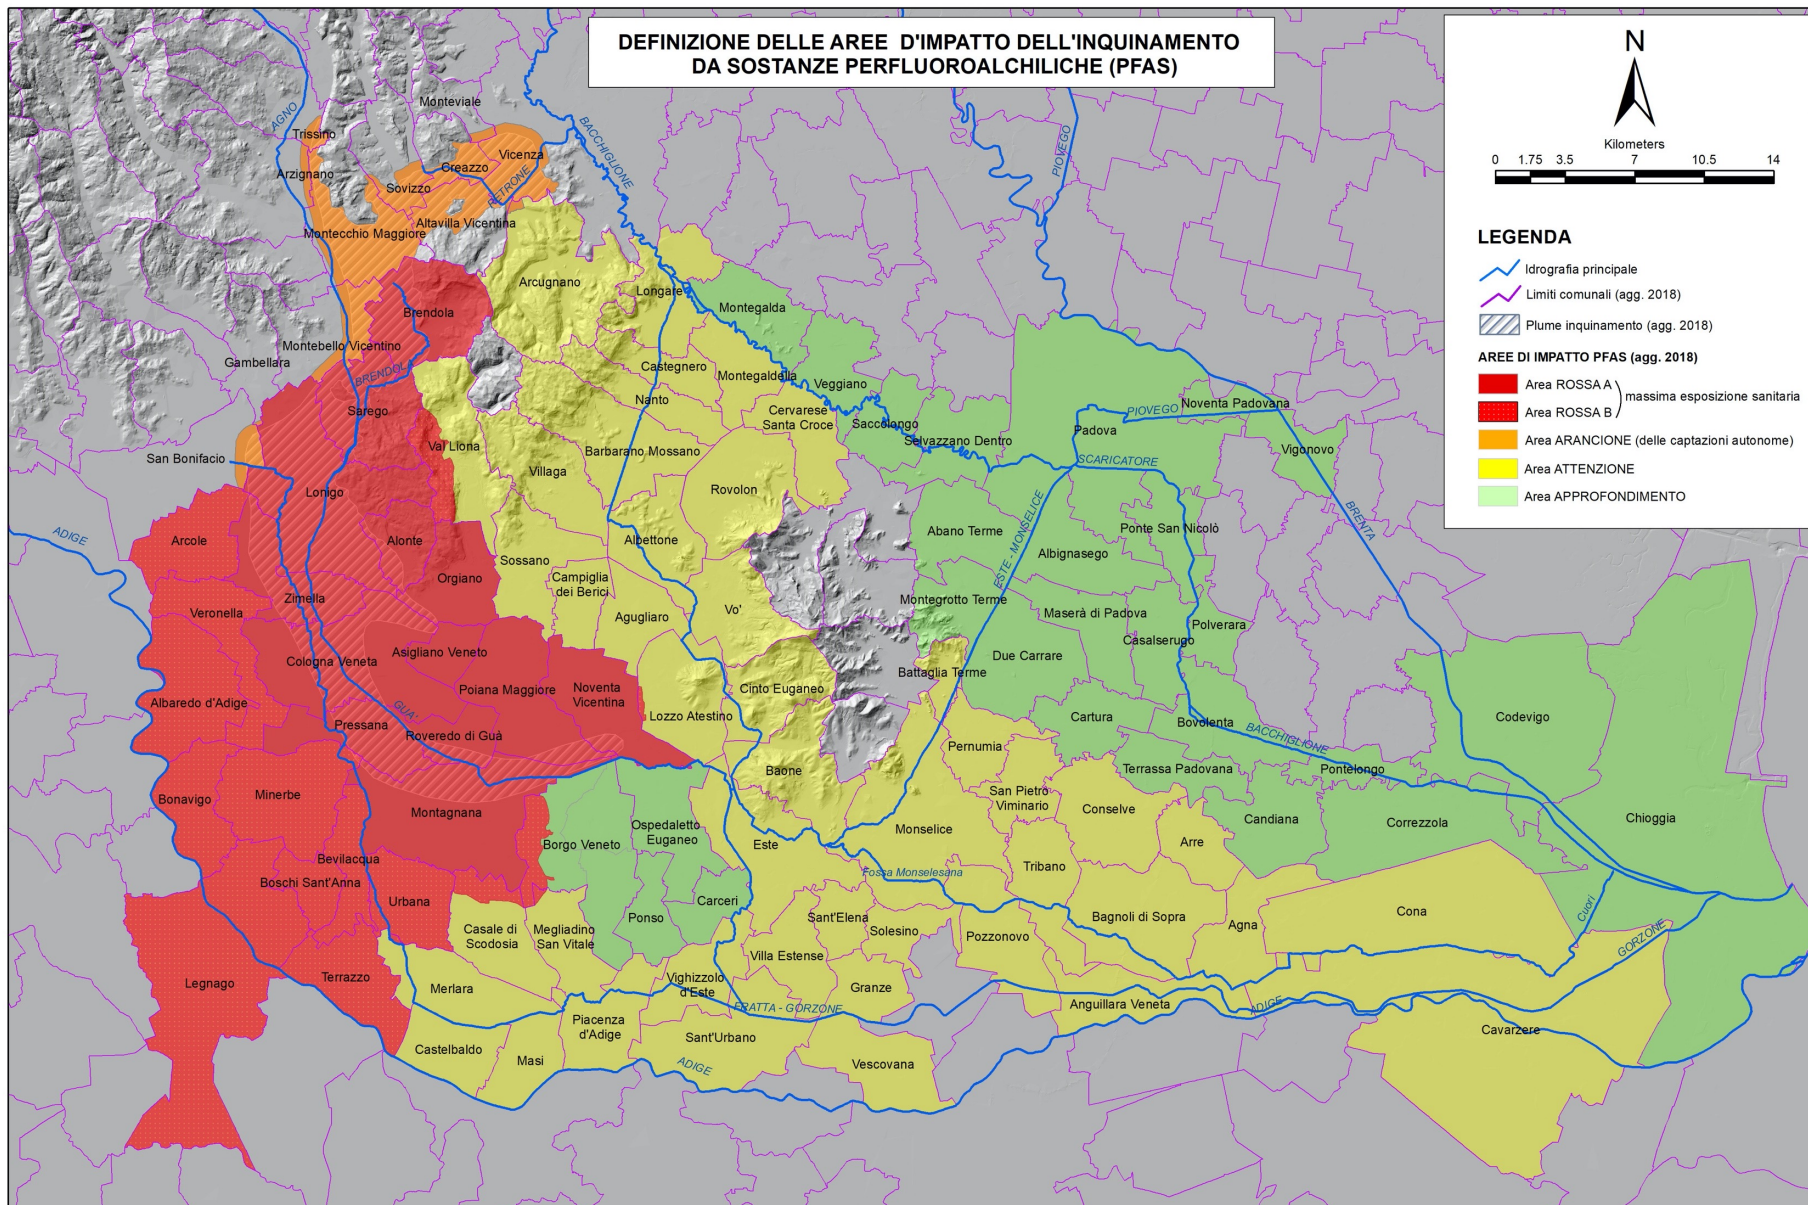 DEFINIZIONE DELLE AREE D'IMPATTO DELL'INQUINAMENTO
DA SOSTANZE PERFLUOROALCHILICHE (PFAS)
N
Kilometers
0 1.75 3.5 7 10.5 14
LEGENDA
Idrografia principale
Limiti comunali (agg. 2018)
Plume inquinamento (agg. 2018)
AREE DI IMPATTO PFAS (agg. 2018)
Area ROSSA A
massima esposizione sanitaria
Area ROSSA B
Area ARANCIONE (delle captazioni autonome)
Area ATTENZIONE
Area APPROFONDIMENTO
Monteviale
AGNO
Trissino
BACCHIGLIONE
PIOVEGO
Vicenza
Creazzo
Arzignano
Sovizzo
RETRONE
Altavilla Vicentina
Montecchio Maggiore
Arcugnano
Longare
Montegalda
Brendola
Montebello Vicentino
Gambellara
BRENDOL
Castegnero
Montegaldella
Veggiano
Nanto
Sarego
Cervarese
Santa Croce
Saccolongo
PIOVEGO
Noventa Padovana
Padova
Selvazzano Dentro
Vigonovo
Val Liona
Barbarano Mossano
San Bonifacio
SCARICATORE
Villaga
Lonigo
Rovolon
ESTE - MONSELICE
BRENTA
ADIGE
Arcole
Alonte
Albettone
Abano Terme
Ponte San Nicolò
Albignasego
Sossano
Orgiano
Campiglia
dei Berici
Zimella
Veronella
Agugliaro
Vo'
Montegrotto Terme
Maserà di Padova
Polverara
Casalserugo
Cologna Veneta
Asigliano Veneto
Due Carrare
Battaglia Terme
Poiana Maggiore
Noventa
Vicentina
Cinto Euganeo
Albaredo d'Adige
GUA'
Lozzo Atestino
Cartura
Bovolenta
Codevigo
Pressana
Roveredo di Guà
BACCHIGLIONE
Pernumia
Baone
Terrassa Padovana
Pontelongo
Bonavigo
Minerbe
San Pietro
Viminario
Conselve
Montagnana
Ospedaletto
Euganeo
Monselice
Candiana
Correzzola
Chioggia
Borgo Veneto
Este
Arre
Bevilacqua
Tribano
Fossa Monselesana
Boschi Sant'Anna
Urbana
Carceri
Cuori
Cona
Ponso
Sant'Elena
Bagnoli di Sopra
Agna
Casale di
Scodosia
Megliadino
San Vitale
Solesino
Pozzonovo
GORZONE
Villa Estense
Legnago
Terrazzo
Merlara
Vighizzolo
d'Este
Granze
FRATTA - GORZONE
Anguillara Veneta
ADIGE
Piacenza
d'Adige
Sant'Urbano
Cavarzere
Castelbaldo
Masi
ADIGE
Vescovana